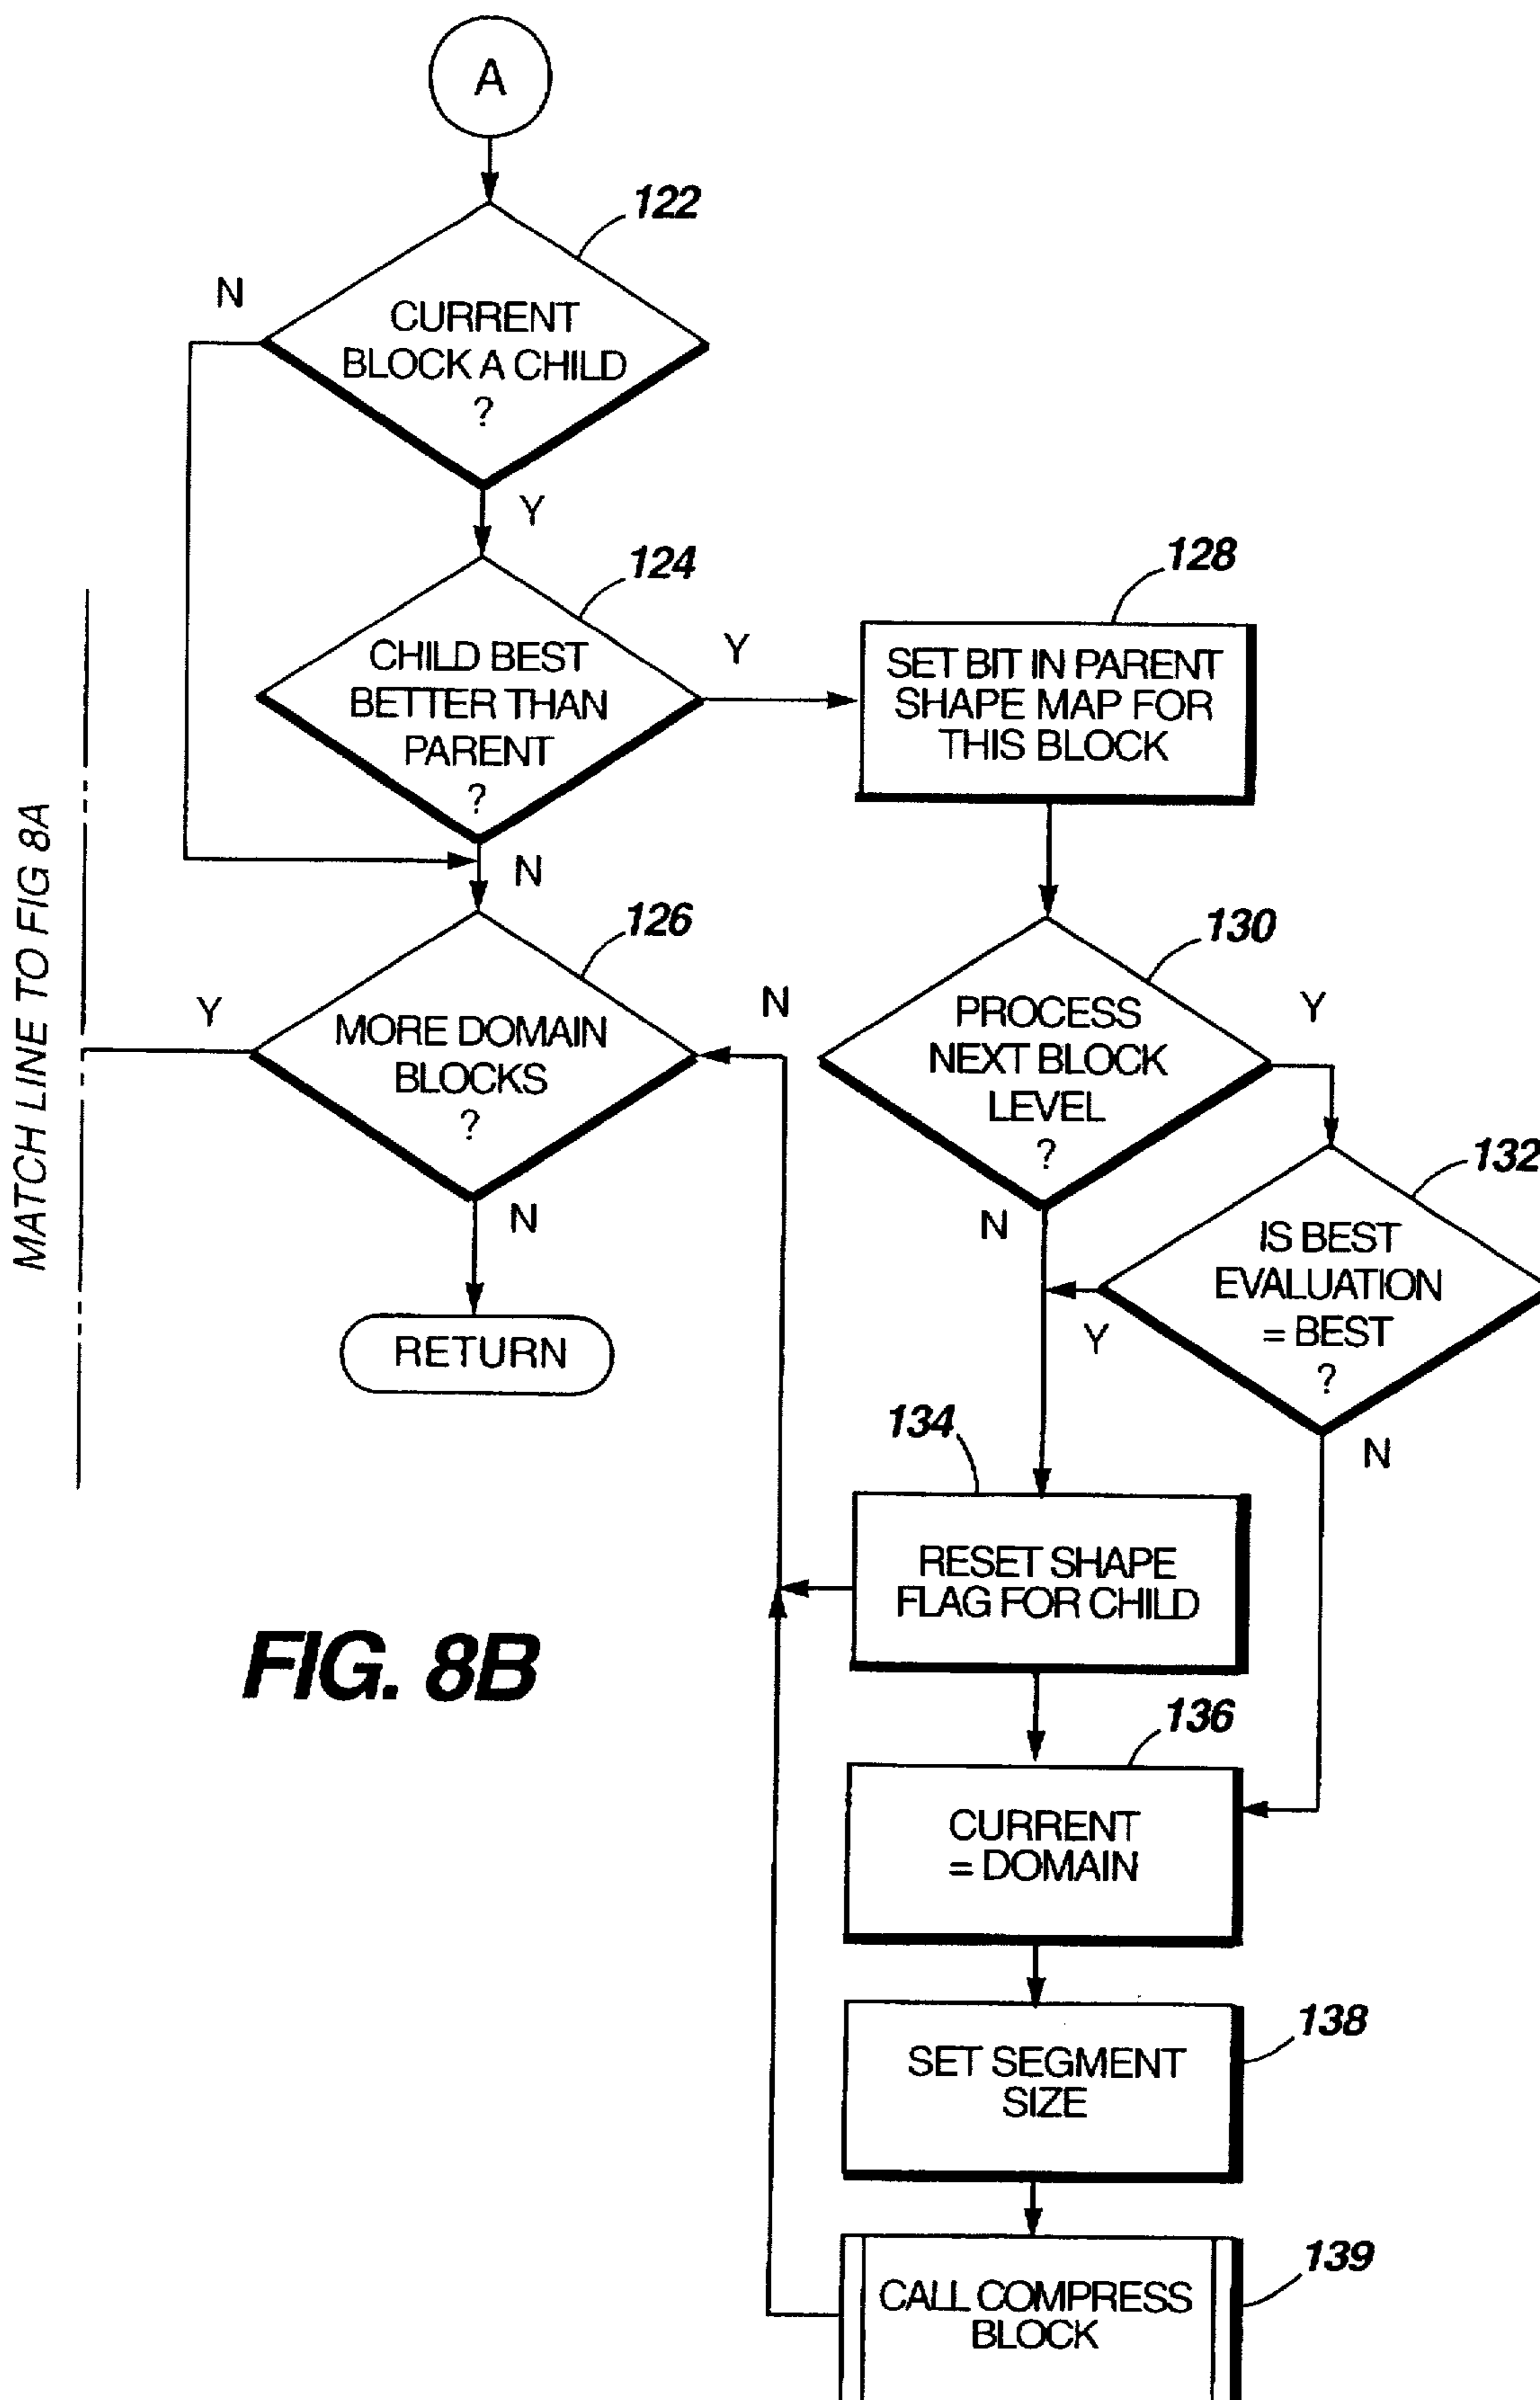 A
122
N
CURRENT
BLOCK A CHILD
?
Y
124
CHILD BEST
BETTER THAN
PARENT
?
Y
N
128
SET BIT IN PARENT
SHAPE MAP FOR
THIS BLOCK
MATCH LINE TO FIG 8A
126
Y
MORE DOMAIN
BLOCKS
?
N
N
RETURN
130
PROCESS
NEXT BLOCK
LEVEL
?
Y
N
132
IS BEST
EVALUATION
= BEST
?
Y
N
134
RESET SHAPE
FLAG FOR CHILD
FIG. 8B
136
CURRENT
= DOMAIN
138
SET SEGMENT
SIZE
139
CALL COMPRESS
BLOCK